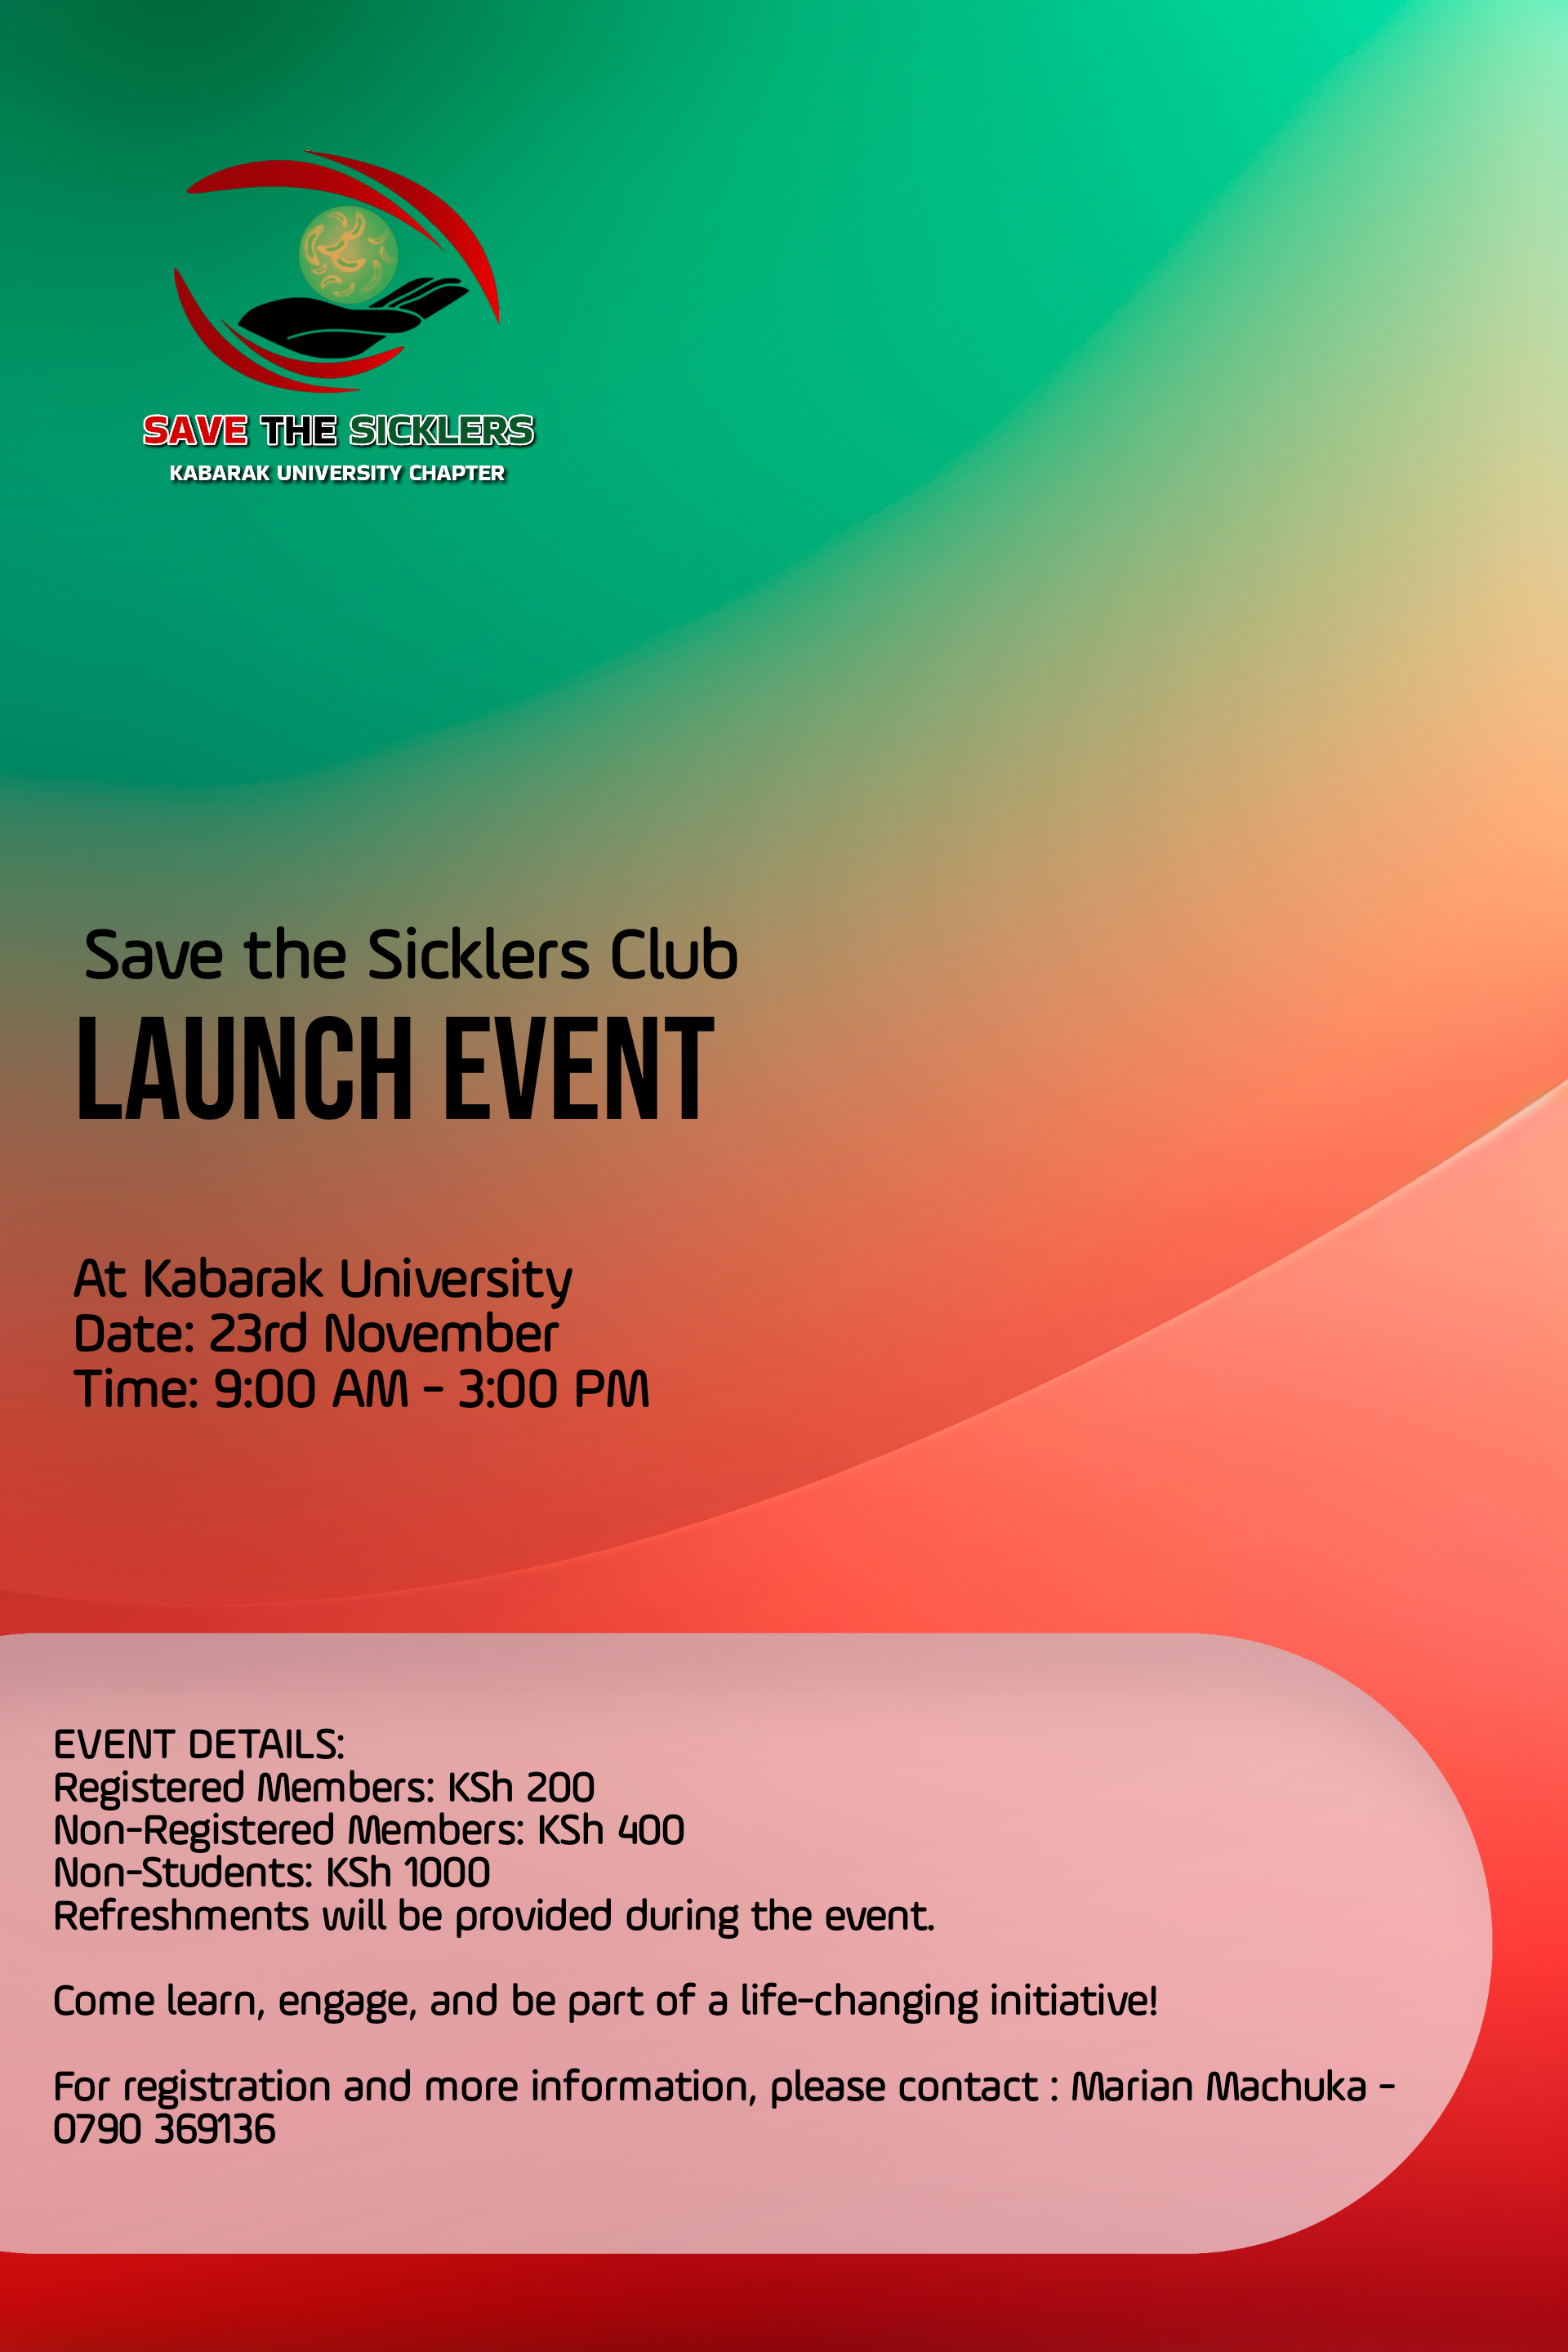 SAVE THE SICKLERS
KABARAK UNIVERSITY CHAPTER
Save the Sicklers Club
LAUNCH EVENT
At Kabarak University
Date: 23rd November
Time: 9:00 AM - 3:00 PM
EVENT DETAILS:
Registered Members: KSh 200
Non-Registered Members: KSh 400
Non-Students: KSh 1000
Refreshments will be provided during the event.
Come learn, engage, and be part of a life-changing initiative!
For registration and more information, please contact : Marian Machuka -
0790 369136